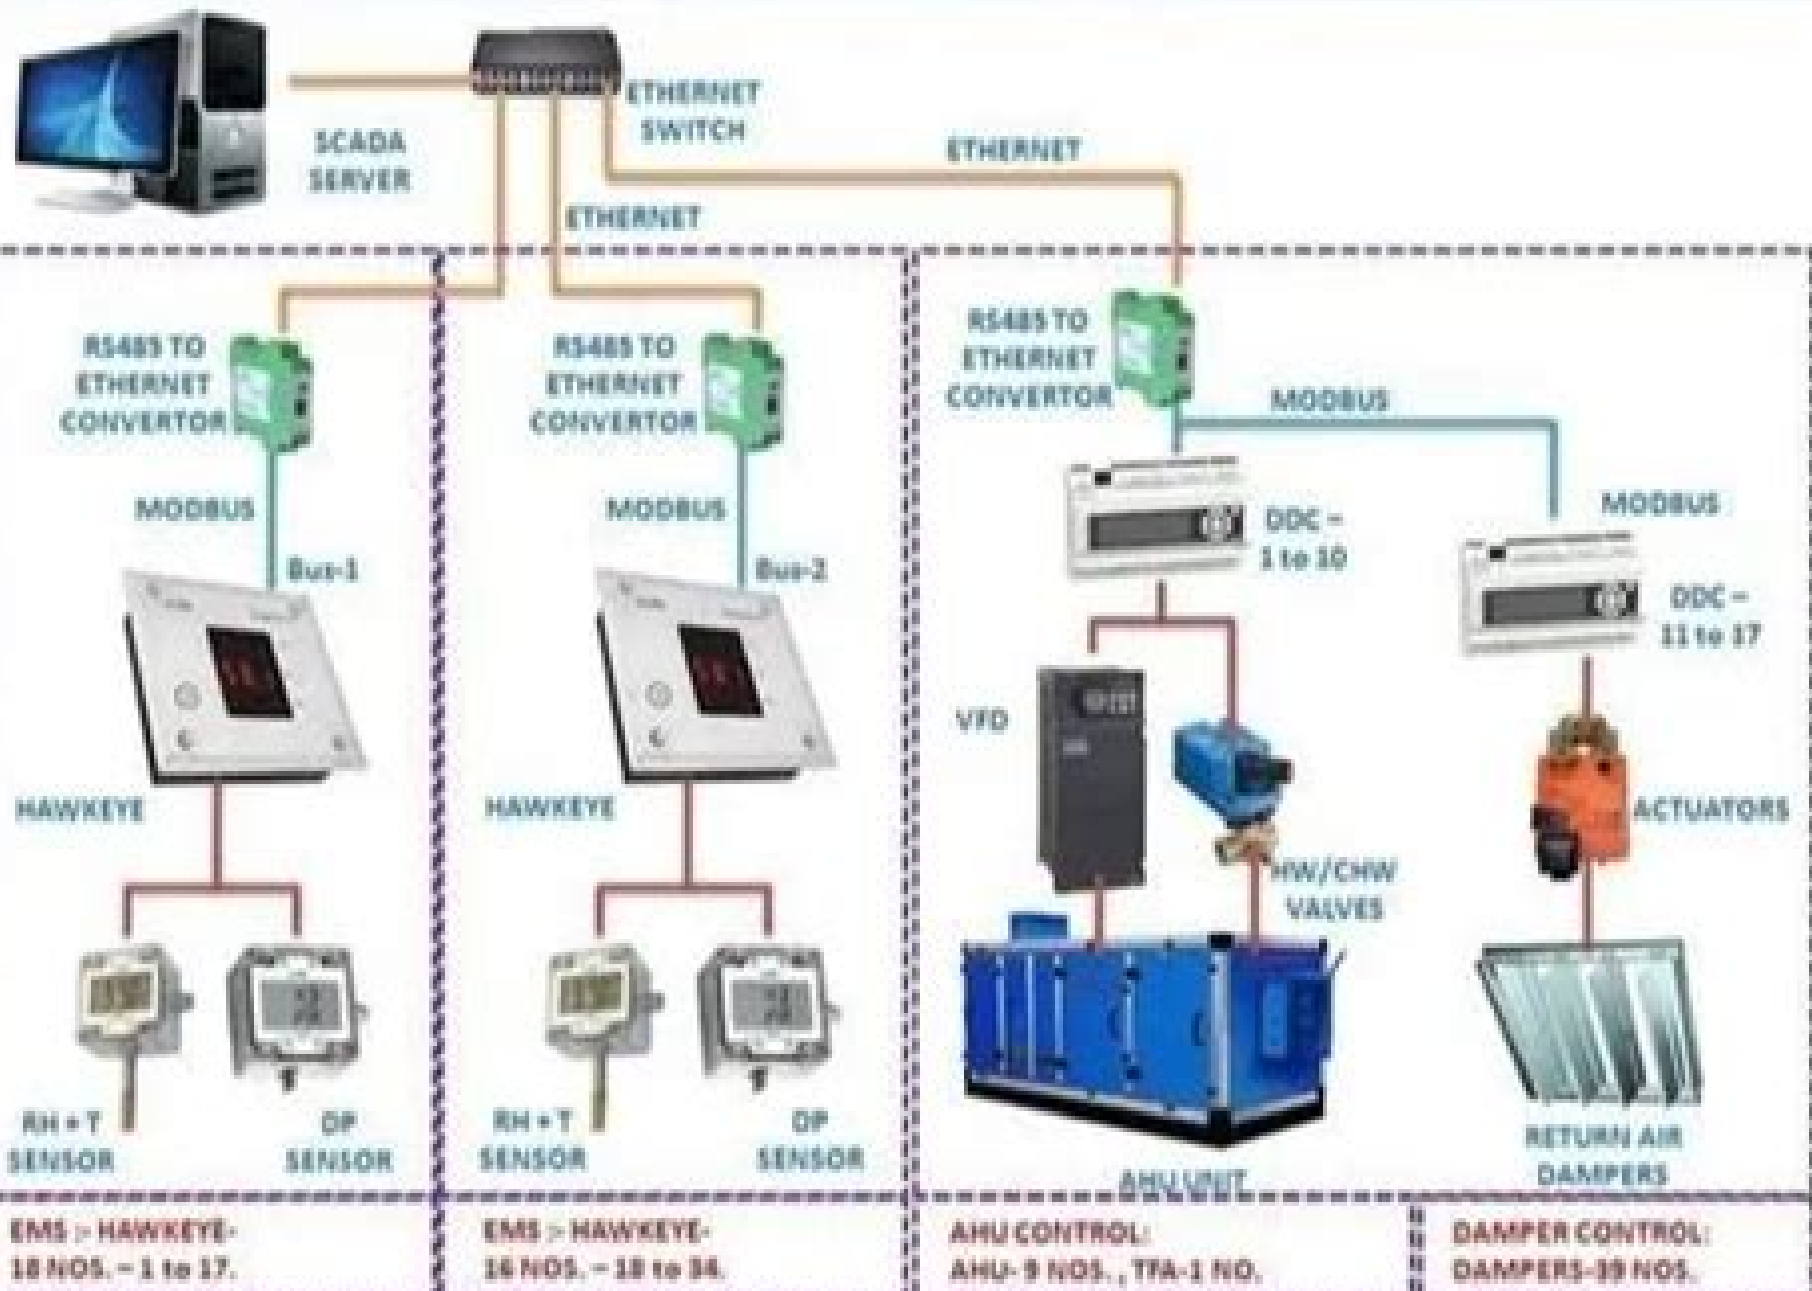 SCADA
SERVER
ETHERNET
SWITCH
ETHERNET
ETHERNET
RS485 TO
ETHERNET
CONVERTOR
MODBUS
Bus-1
HAWKEYE
RH + T
SENSOR
DP
SENSOR
RS485 TO
ETHERNET
CONVERTOR
MODBUS
Bus-2
HAWKEYE
RH + T
SENSOR
DP
SENSOR
RS485 TO
ETHERNET
CONVERTOR
MODBUS
DDC –
1 to 10
MODBUS
DDC –
11 to 17
VFD
HW/CHW
VALVES
ACTUATORS
AHU UNIT
RETURN AIR
DAMPERS
EMS :- HAWKEYE-
18 NOS. – 1 to 17.
EMS :- HAWKEYE-
16 NOS. – 18 to 34.
AHU CONTROL:
AHU- 9 NOS. , TFA-1 NO.
DAMPER CONTROL:
DAMPERS-39 NOS.